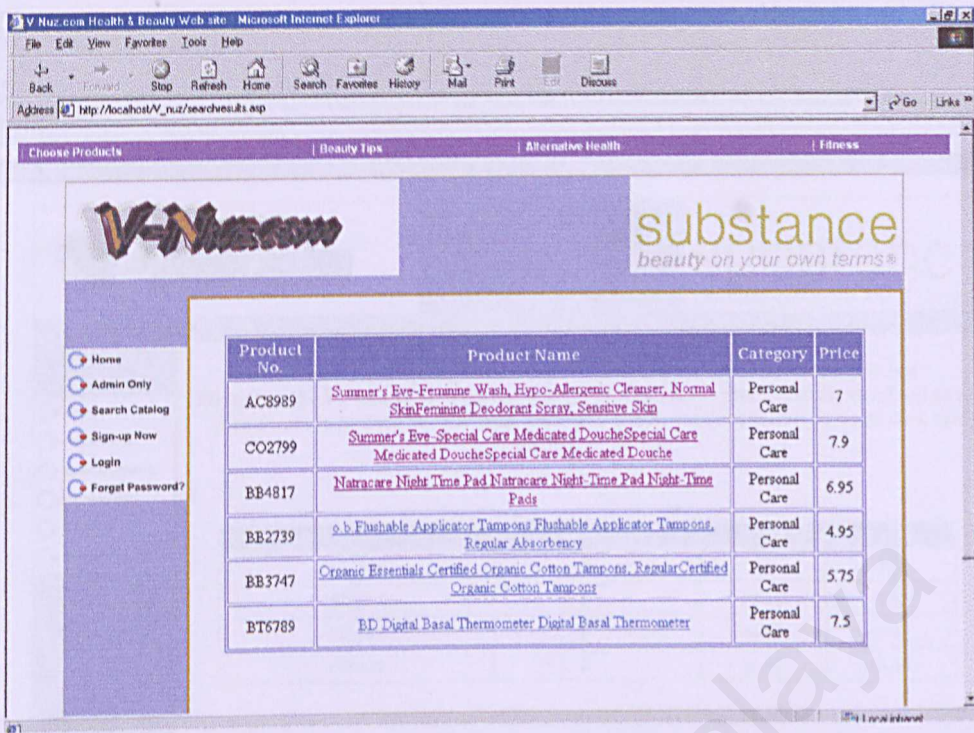 V Nuz.com Health & Beauty Web site - Microsoft Internet Explorer
File Edit View Favorites Tools Help
Back Forward Stop Refresh Home Search Favorites History Mail Print Edit Discuss
Address http://localhost/V_nuz/searchresults.asp Go Links »
| Choose Products | Beauty Tips | Alternative Health | Fitness
V-Nuz.com
substance
beauty on your own terms®
Home
Admin Only
Search Catalog
Sign-up Now
Login
Forget Password?
Product No. Product Name Category Price
AC8989 Summer's Eve-Feminine Wash, Hypo-Allergenic Cleanser, Normal SkinFeminine Deodorant Spray, Sensitive Skin Personal Care 7
CO2799 Summer's Eve-Special Care Medicated DoucheSpecial Care Medicated DoucheSpecial Care Medicated Douche Personal Care 7.9
BB4817 Natracare Night Time Pad Natracare Night-Time Pad Night-Time Pads Personal Care 6.95
BB2739 o.b.Flushable Applicator Tampons Flushable Applicator Tampons, Regular Absorbency Personal Care 4.95
BB3747 Organic Essentials Certified Organic Cotton Tampons, RegularCertified Organic Cotton Tampons Personal Care 5.75
BT6789 BD Digital Basal Thermometer Digital Basal Thermometer Personal Care 7.5
Local intranet
alaya